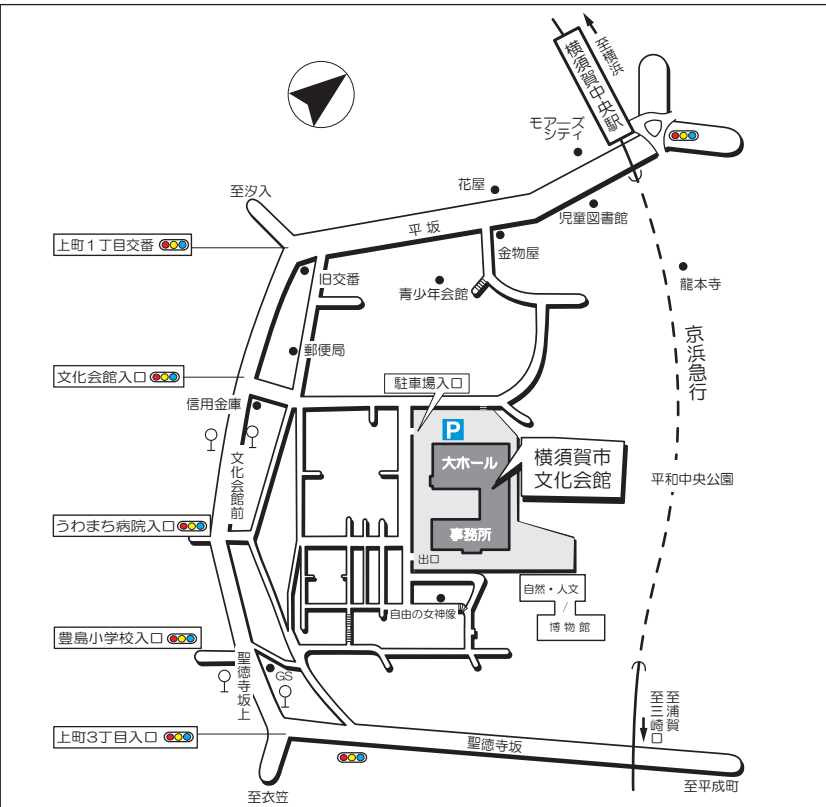 至横浜
横須賀中央駅
モアーズ
シティ
花屋
至汐入
児童図書館
平坂
上町1丁目交番
金物屋
旧交番
青少年会館
龍本寺
郵便局
京浜急行
文化会館入口
駐車場入口
信用金庫
P
横須賀市
文化会館
大ホール
文化会館前
平和中央公園
うわまち病院入口
事務所
出口
自然・人文
/
博物館
自由の女神像
豊島小学校入口
聖徳寺坂上
GS
至浦賀
至三崎口
上町3丁目入口
聖徳寺坂
至平成町
至衣笠